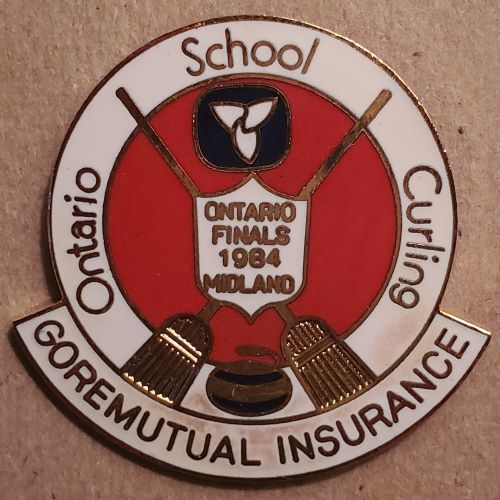 Ontario School Curling
ONTARIO
FINALS
1984
MIDLAND
GOREMUTUAL INSURANCE